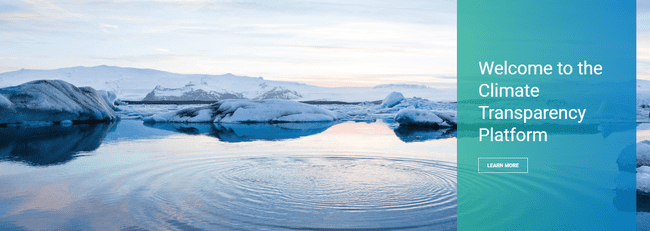 Welcome to the
Climate
Transparency
Platform
LEARN MORE